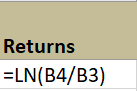 Returns
=LN(B4/B3)